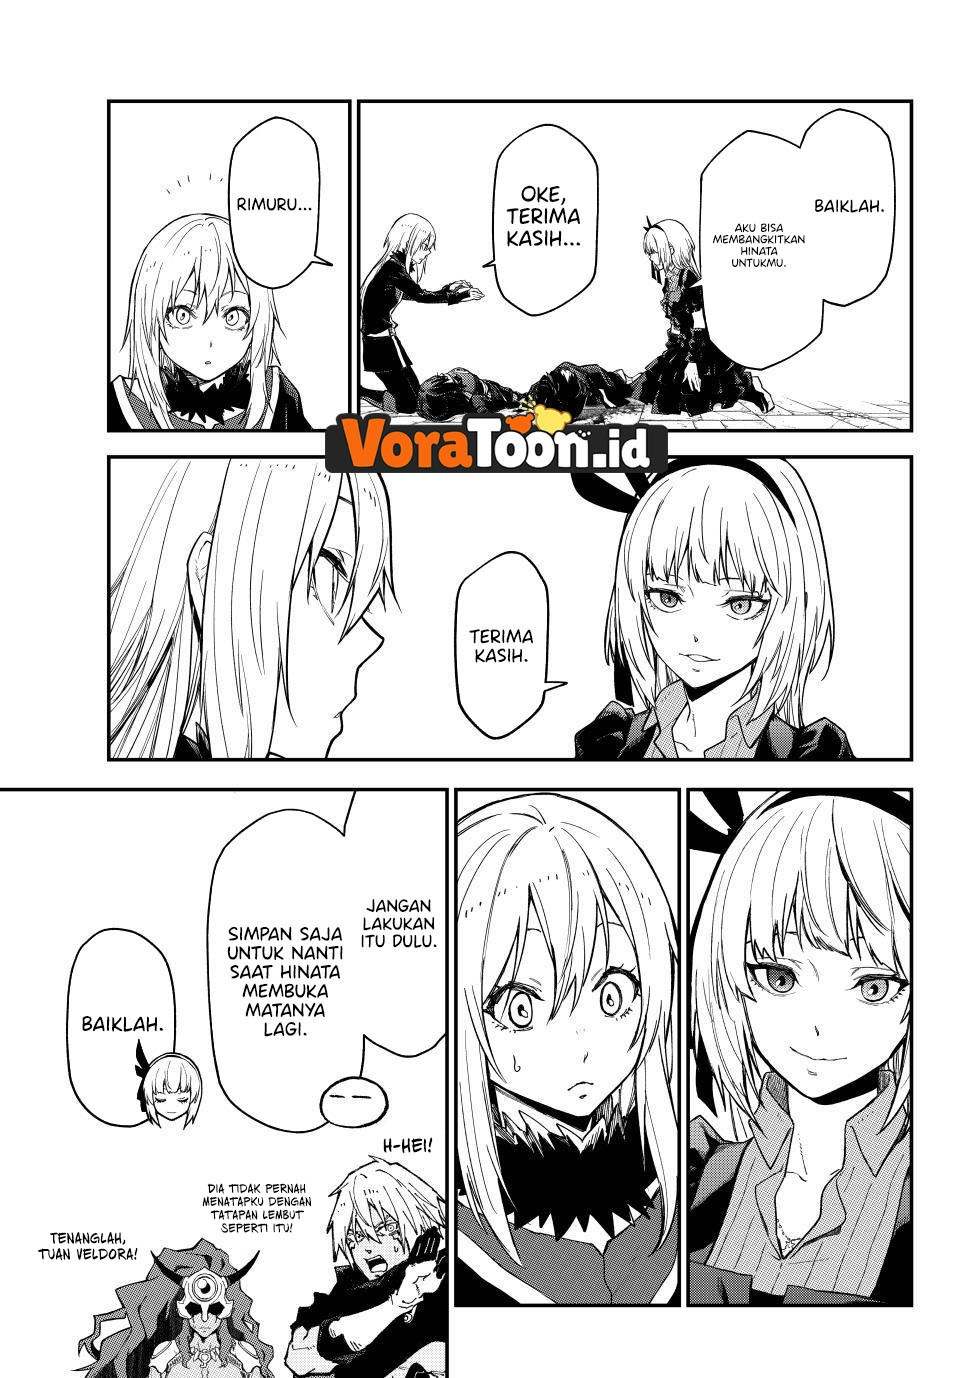 BAIKLAH.
AKU BISA
MEMBANGKITKAN
HINATA
UNTUKMU.
OKE,
TERIMA
KASIH...
RIMURU...
VoraToon.id
TERIMA
KASIH.
JANGAN
LAKUKAN
ITU DULU.
SIMPAN SAJA
UNTUK NANTI
SAAT HINATA
MEMBUKA
MATANYA
LAGI.
BAIKLAH.
H-HEI!
DIA TIDAK PERNAH
MENATAPKU DENGAN
TATAPAN LEMBUT
SEPERTI ITU!
TENANGLAH,
TUAN VELDORA!